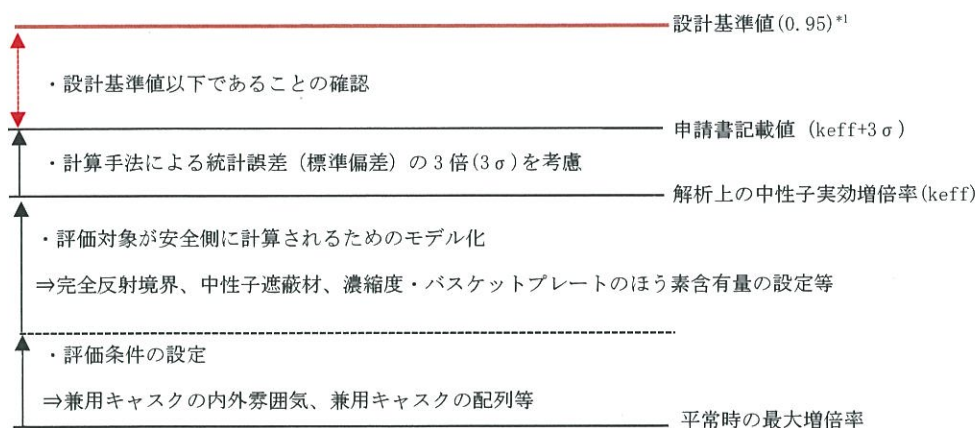 設計基準値(0.95)*1
・設計基準値以下であることの確認
申請書記載値（keff+3σ）
・計算手法による統計誤差（標準偏差）の3倍(3σ)を考慮
解析上の中性子実効増倍率(keff)
・評価対象が安全側に計算されるためのモデル化
⇒完全反射境界、中性子遮蔽材、濃縮度・バスケットプレートのほう素含有量の設定等
・評価条件の設定
⇒兼用キャスクの内外雰囲気、兼用キャスクの配列等
平常時の最大増倍率